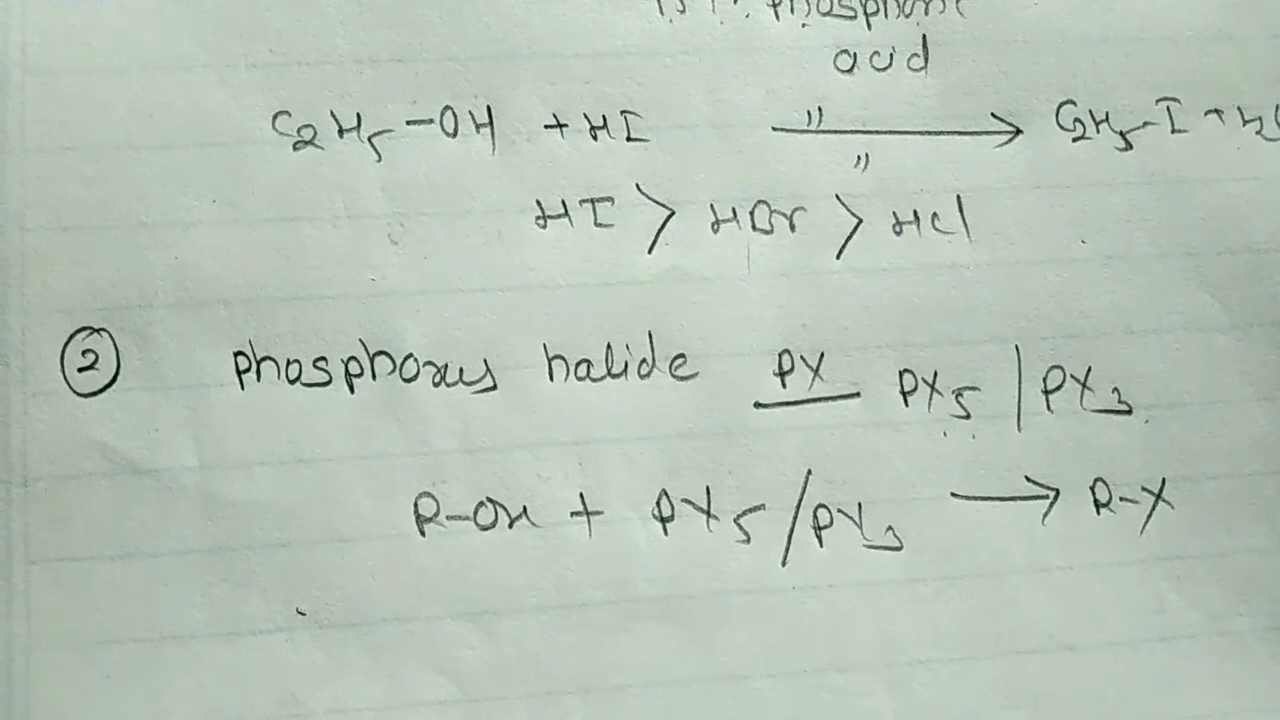 acid
C2H5-OH + HI " " → C2H5-I +
HI > HBr > HCl
② phosphorus halide PX PX5 | PX3
R-OH + PX5/PX3 → R-X